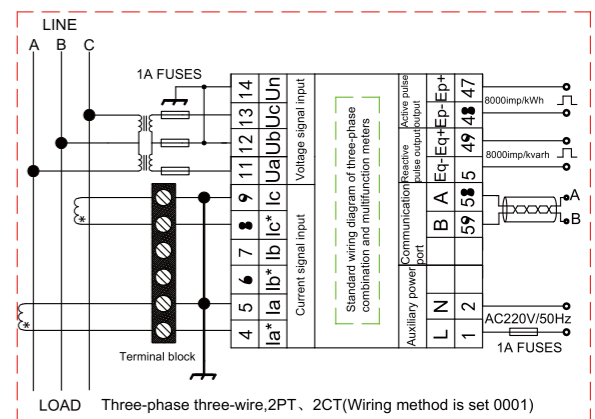 LINE
A B C
1A FUSES
14 Un
13 Uc
12 Ub
11 Ua
Voltage signal input
9 Ic
8 Ic*
7 Ib
6 Ib*
5 Ia
4 Ia*
Current signal input
Terminal block
Standard wiring diagram of three-phase
combination and multifunction meters
Active pulse
output
Ep+ 47
Ep- 48
8000imp/kWh
Reactive
pulse output
Eq+ 49
Eq- 5
8000imp/kvarh
Communication
port
A 58
B 59
A
B
Auxiliary power
N 2
L 1
AC220V/50Hz
1A FUSES
LOAD
Three-phase three-wire,2PT、2CT(Wiring method is set 0001)